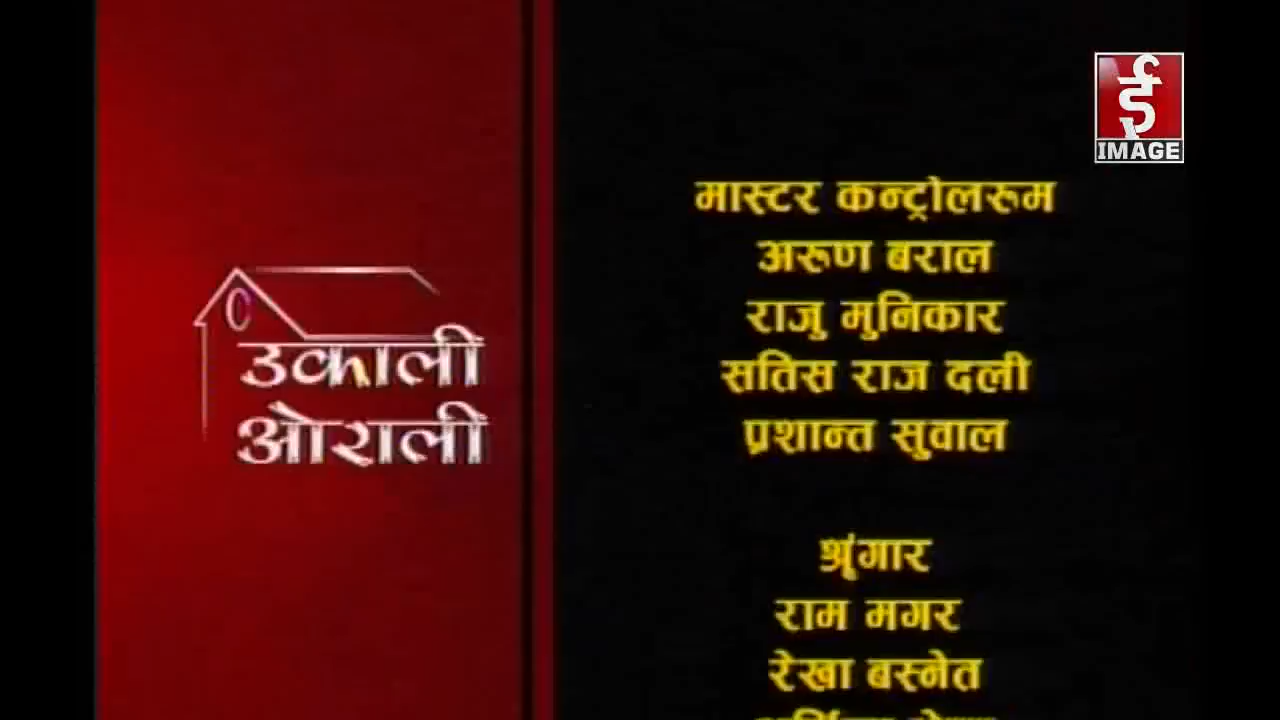 IMAGE
उकाली
ओराली
मास्टर कन्ट्रोलरुम
अरुण बराल
राजु मुनिकार
सतिस राज दली
प्रशान्त सुवाल
श्रृंगार
राम मगर
रेखा बस्नेत